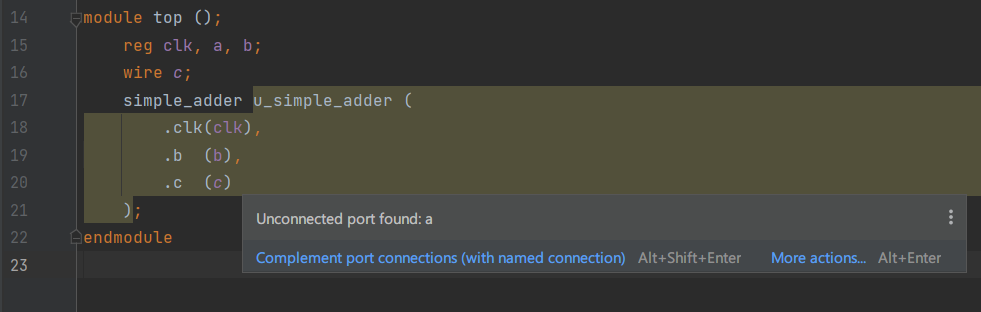 14 module top ();
15     reg clk, a, b;
16     wire c;
17     simple_adder u_simple_adder (
18         .clk(clk),
19         .b  (b),
20         .c  (c)
21     );
Unconnected port found: a
22 endmodule
Complement port connections (with named connection) Alt+Shift+Enter More actions... Alt+Enter
23